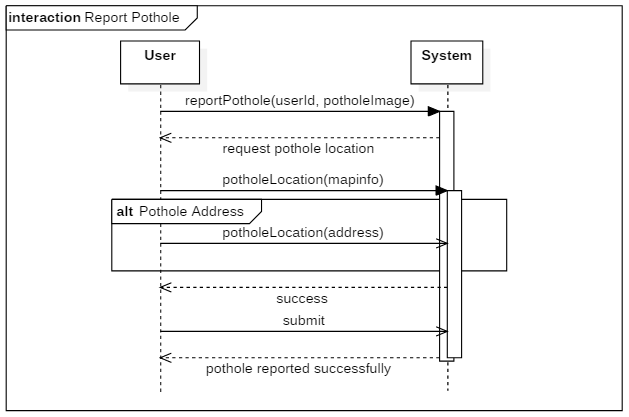 interaction Report Pothole
User
System
reportPothole(userId, potholeImage)
request pothole location
potholeLocation(mapinfo)
alt Pothole Address
potholeLocation(address)
success
submit
pothole reported successfully